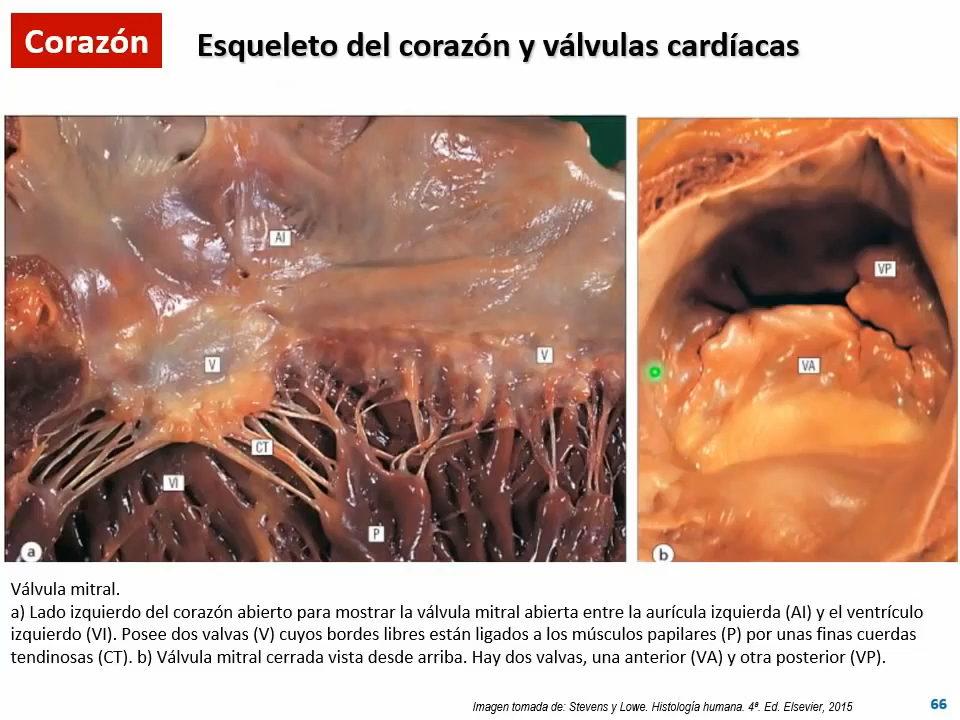 Corazón
Esqueleto del corazón y válvulas cardíacas
AI
V
V
CT
VI
P
a
VP
VA
b
Válvula mitral.
a) Lado izquierdo del corazón abierto para mostrar la válvula mitral abierta entre la aurícula izquierda (AI) y el ventrículo
izquierdo (VI). Posee dos valvas (V) cuyos bordes libres están ligados a los músculos papilares (P) por unas finas cuerdas
tendinosas (CT). b) Válvula mitral cerrada vista desde arriba. Hay dos valvas, una anterior (VA) y otra posterior (VP).
Imagen tomada de: Stevens y Lowe. Histología humana. 4ª. Ed. Elsevier, 2015
66